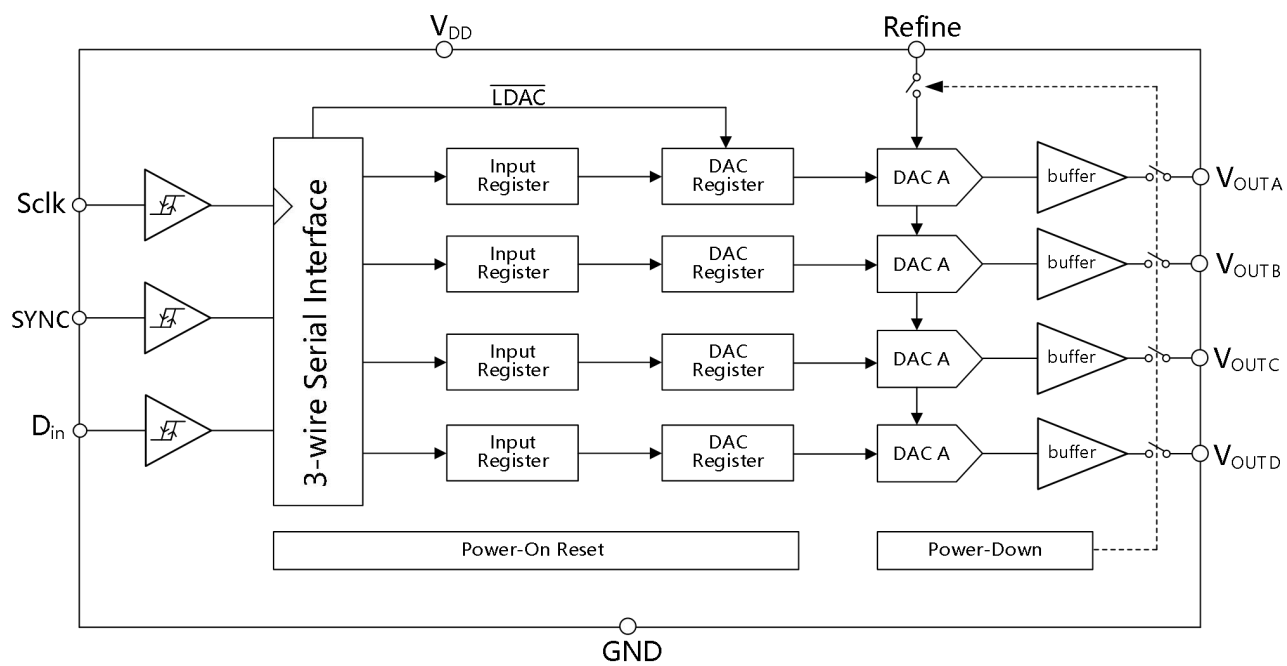 VDD
Refine
LDAC
Sclk
SYNC
Din
3-wire Serial Interface
Input
Register
DAC
Register
DAC A
buffer
VOUTA
Input
Register
DAC
Register
DAC A
buffer
VOUTB
Input
Register
DAC
Register
DAC A
buffer
VOUTC
Input
Register
DAC
Register
DAC A
buffer
VOUTD
Power-On Reset
Power-Down
GND